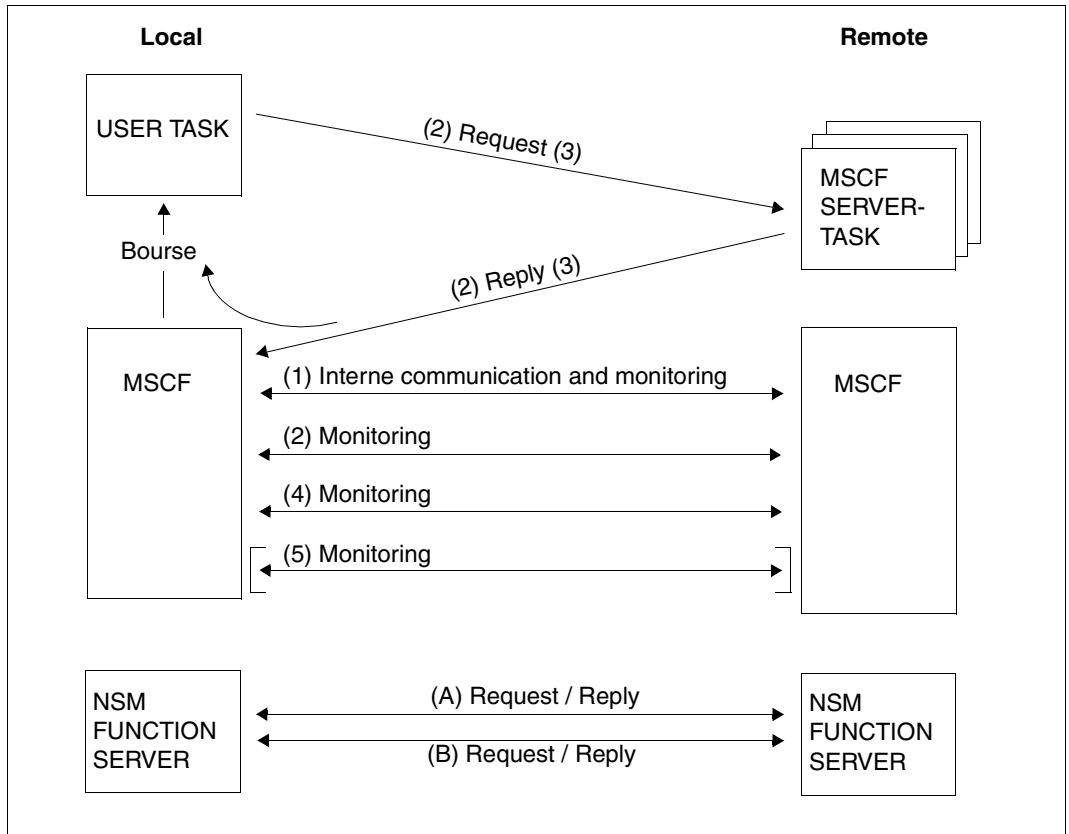 Local
Remote
USER TASK
(2) Request (3)
MSCF
SERVER-
TASK
Bourse
(2) Reply (3)
MSCF
(1) Interne communication and monitoring
MSCF
(2) Monitoring
(4) Monitoring
(5) Monitoring
NSM
FUNCTION
SERVER
(A) Request / Reply
(B) Request / Reply
NSM
FUNCTION
SERVER